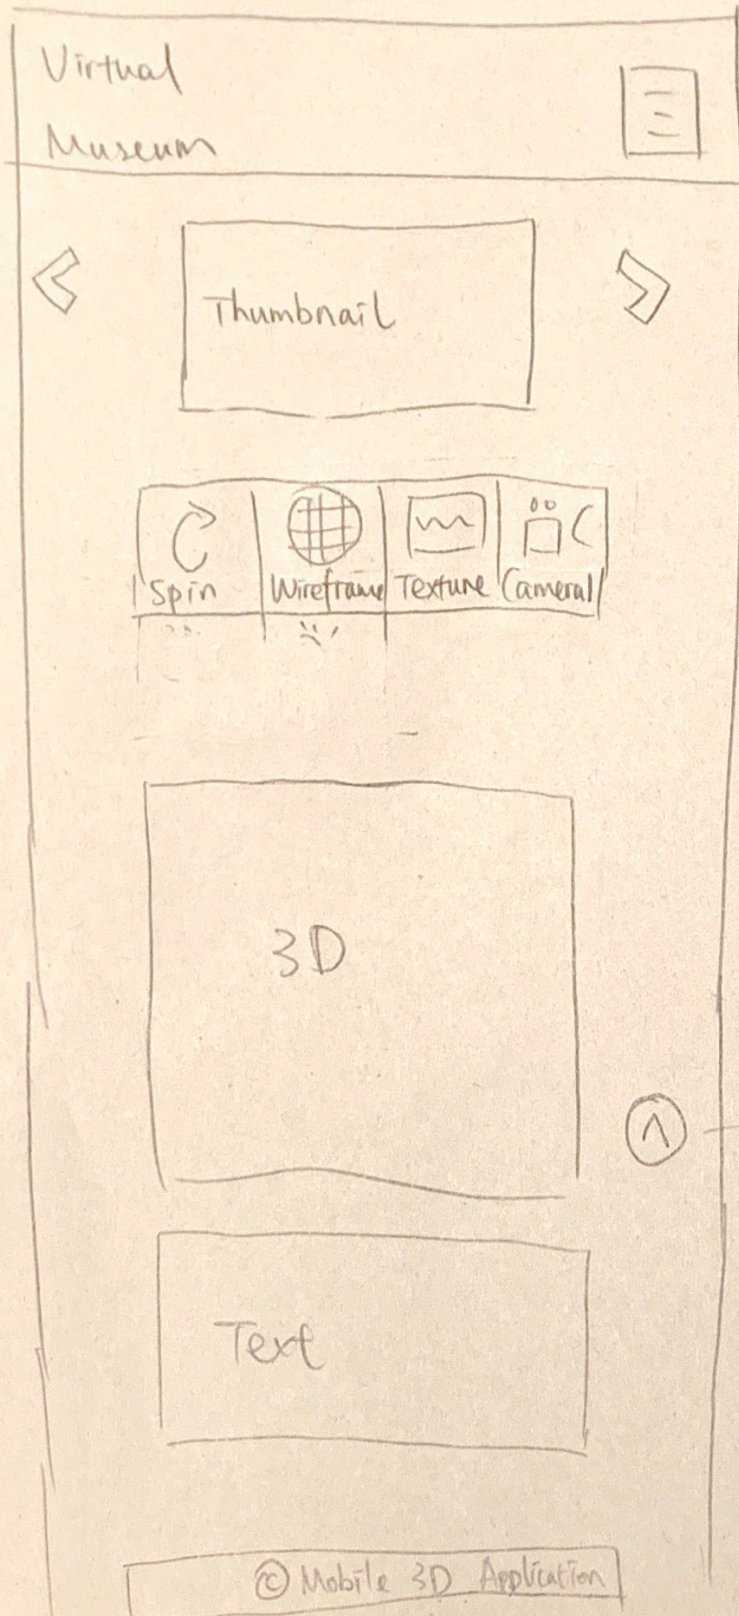 Virtual
Museum
Thumbnail
Spin Wireframe Texture Camera
3D
Text
© Mobile 3D Application